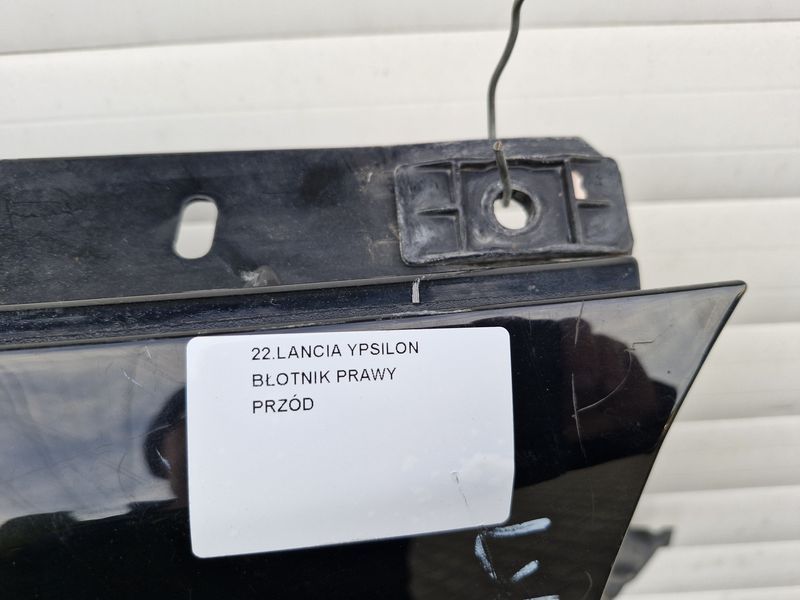 22.LANCIA YPSILON
BŁOTNIK PRAWY
PRZÓD